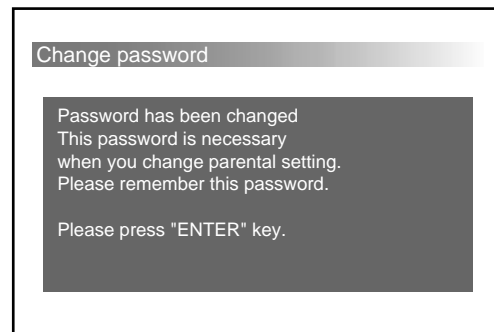 Change password
Password has been changed
This password is necessary
when you change parental setting.
Please remember this password.
Please press "ENTER" key.